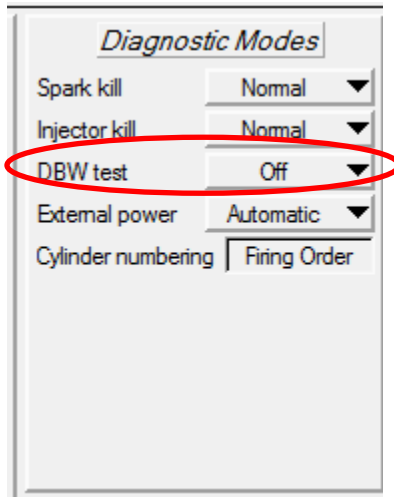 Diagnostic Modes
Spark kill Normal
Injector kill Normal
DBW test Off
External power Automatic
Cylinder numbering Firing Order